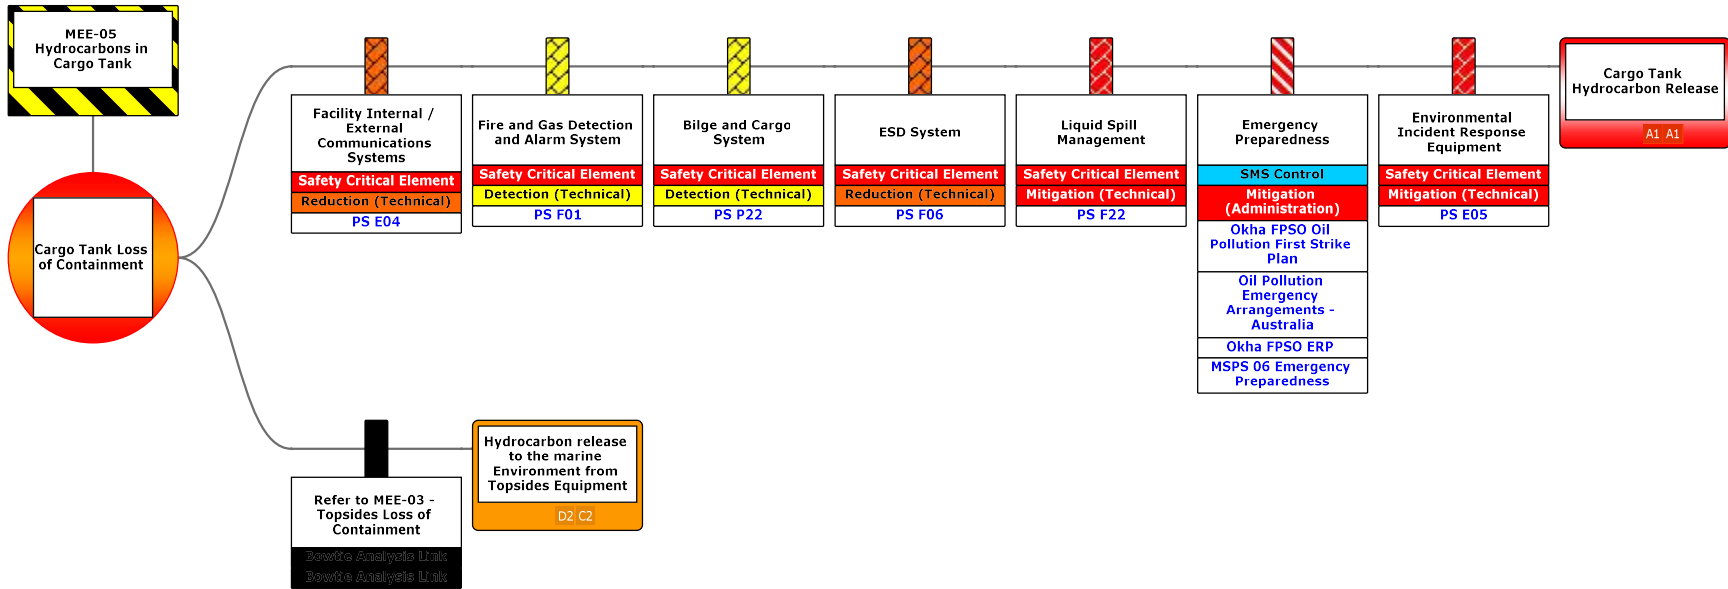 MEE-05
Hydrocarbons in
Cargo Tank
Cargo Tank Loss
of Containment
Facility Internal /
External
Communications
Systems
Safety Critical Element
Reduction (Technical)
PS E04
Fire and Gas Detection
and Alarm System
Safety Critical Element
Detection (Technical)
PS F01
Bilge and Cargo
System
Safety Critical Element
Detection (Technical)
PS P22
ESD System
Safety Critical Element
Reduction (Technical)
PS F06
Liquid Spill
Management
Safety Critical Element
Mitigation (Technical)
PS F22
Emergency
Preparedness
SMS Control
Mitigation
(Administration)
Okha FPSO Oil
Pollution First Strike
Plan
Oil Pollution
Emergency
Arrangements -
Australia
Okha FPSO ERP
MSPS 06 Emergency
Preparedness
Environmental
Incident Response
Equipment
Safety Critical Element
Mitigation (Technical)
PS E05
Cargo Tank
Hydrocarbon Release
A1 A1
Refer to MEE-03 -
Topsides Loss of
Containment
Bowtie Analysis Link
Bowtie Analysis Link
Hydrocarbon release
to the marine
Environment from
Topsides Equipment
D2 C2